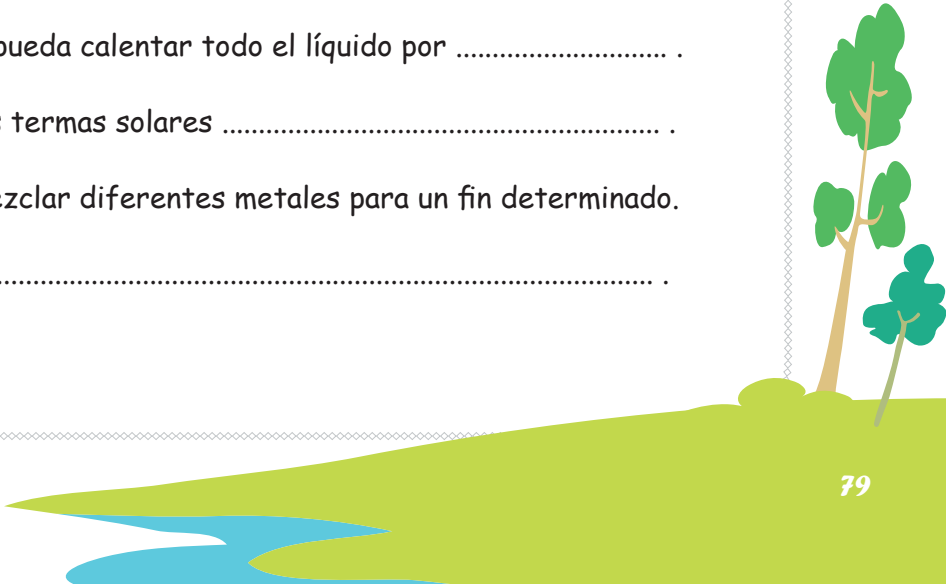 pueda calentar todo el líquido por ............................. .
termas solares ............................................................ .
ezclar diferentes metales para un fin determinado.
........................................................................................... .
79